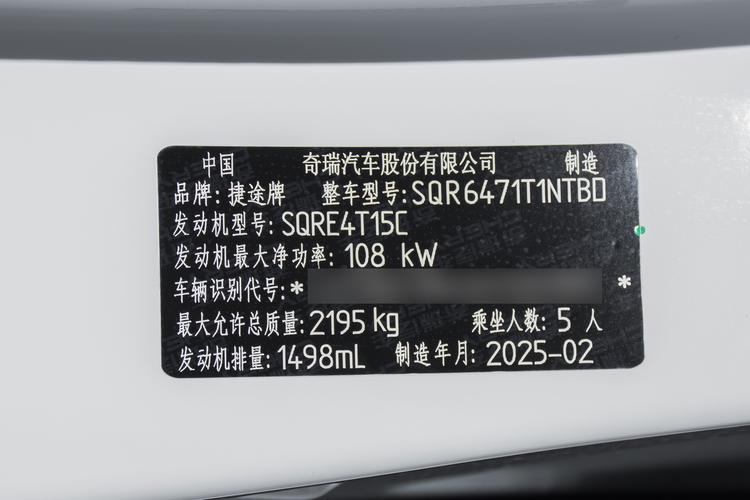 中国 奇瑞汽车股份有限公司 制造
品牌: 捷途牌 整车型号: SQR6471T1NTBD
发动机型号: SQRE4T15C
发动机最大净功率: 108 kW
车辆识别代号: * *
最大允许总质量: 2195 kg 乘坐人数: 5 人
发动机排量: 1498mL 制造年月: 2025-02